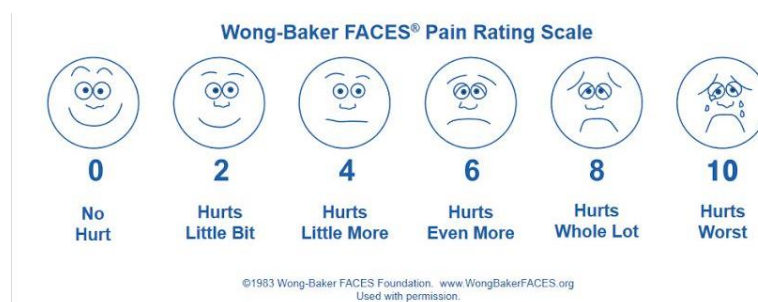 Wong-Baker FACES® Pain Rating Scale
0 2 4 6 8 10
No Hurts Hurts Hurts Hurts Hurts
Hurt Little Bit Little More Even More Whole Lot Worst
©1983 Wong-Baker FACES Foundation. www.WongBakerFACES.org
Used with permission.